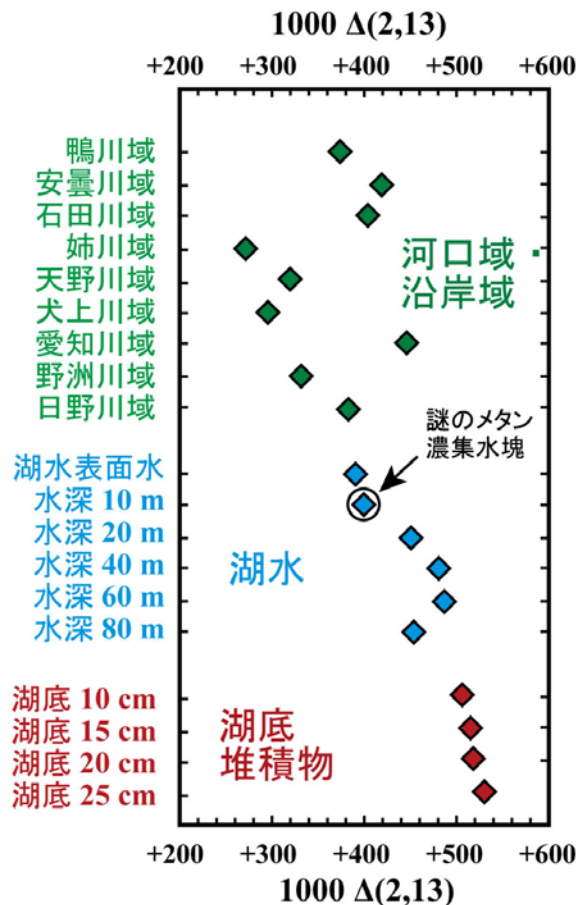 1000 Δ(2,13)
+200 +300 +400 +500 +600
鴨川域
安曇川域
石田川域
姉川域
天野川域
犬上川域
愛知川域
野洲川域
日野川域
河口域・
沿岸域
謎のメタン
濃集水塊
湖水表面水
水深 10 m
水深 20 m
水深 40 m
水深 60 m
水深 80 m
湖水
湖底 10 cm
湖底 15 cm
湖底 20 cm
湖底 25 cm
湖底
堆積物
+200 +300 +400 +500 +600
1000 Δ(2,13)